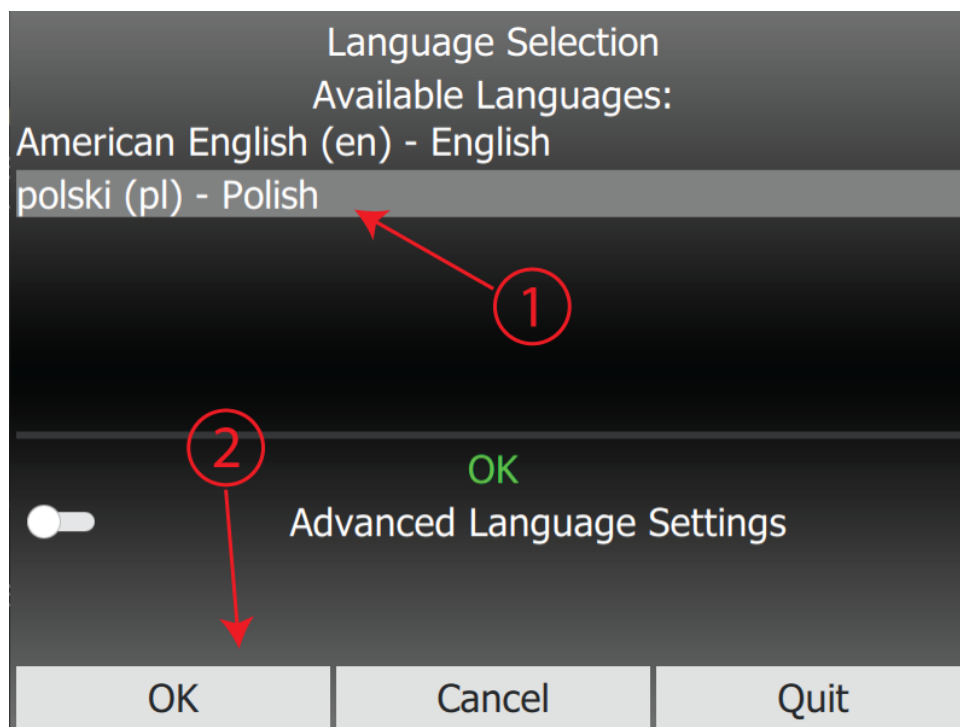 Language Selection
Available Languages:
American English (en) - English
polski (pl) - Polish
1
2
OK
Advanced Language Settings
OK Cancel Quit